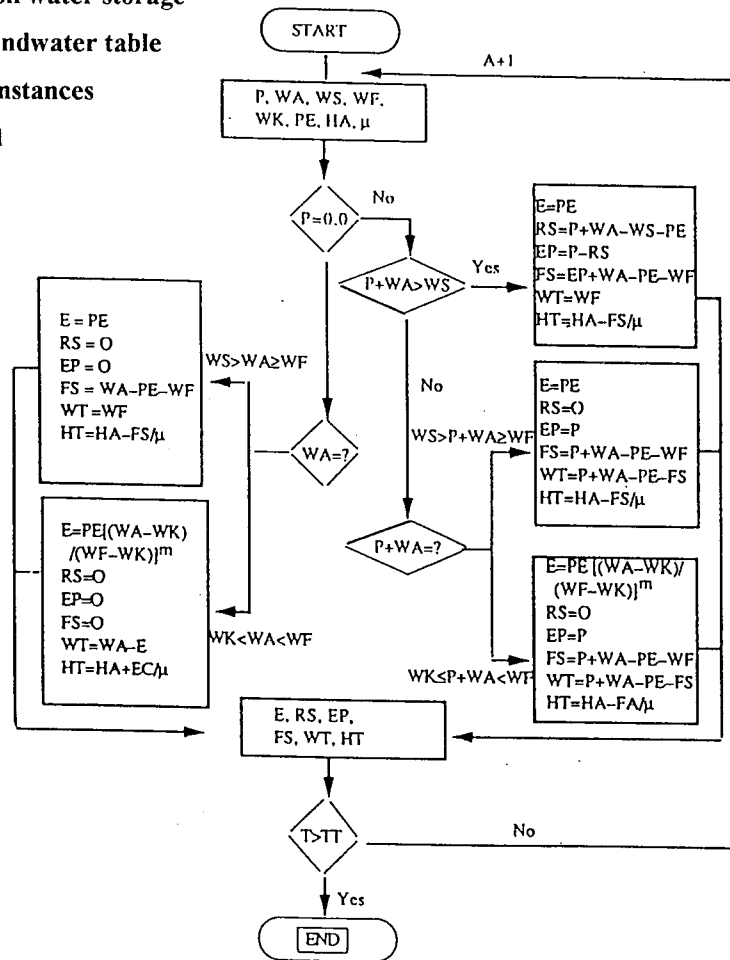 on water storage
ndwater table
nstances
START
A+1
P, WA, WS, WF,
WK, PE, HA, μ
P=0.0
No
P+WA>WS
Yes
E=PE
RS=P+WA-WS-PE
EP=P-RS
FS=EP+WA-PE-WF
WT=WF
HT=HA-FS/μ
E = PE
RS = O
EP = O
FS = WA-PE-WF
WT =WF
HT=HA-FS/μ
WS>WA≥WF
WA=?
No
WS>P+WA≥WF
E=PE
RS=O
EP=P
FS=P+WA-PE-WF
WT=P+WA-PE-FS
HT=HA-FS/μ
P+WA=?
E=PE[(WA-WK)
/(WF-WK)]m
RS=O
EP=O
FS=O
WT=WA-E
HT=HA+EC/μ
WK<WA<WF
E=PE [(WA-WK)/
(WF-WK)]m
RS=O
EP=P
FS=P+WA-PE-WF
WT=P+WA-PE-FS
HT=HA-FA/μ
WK≤P+WA<WF
E, RS, EP,
FS, WT, HT
T>TT
No
Yes
END